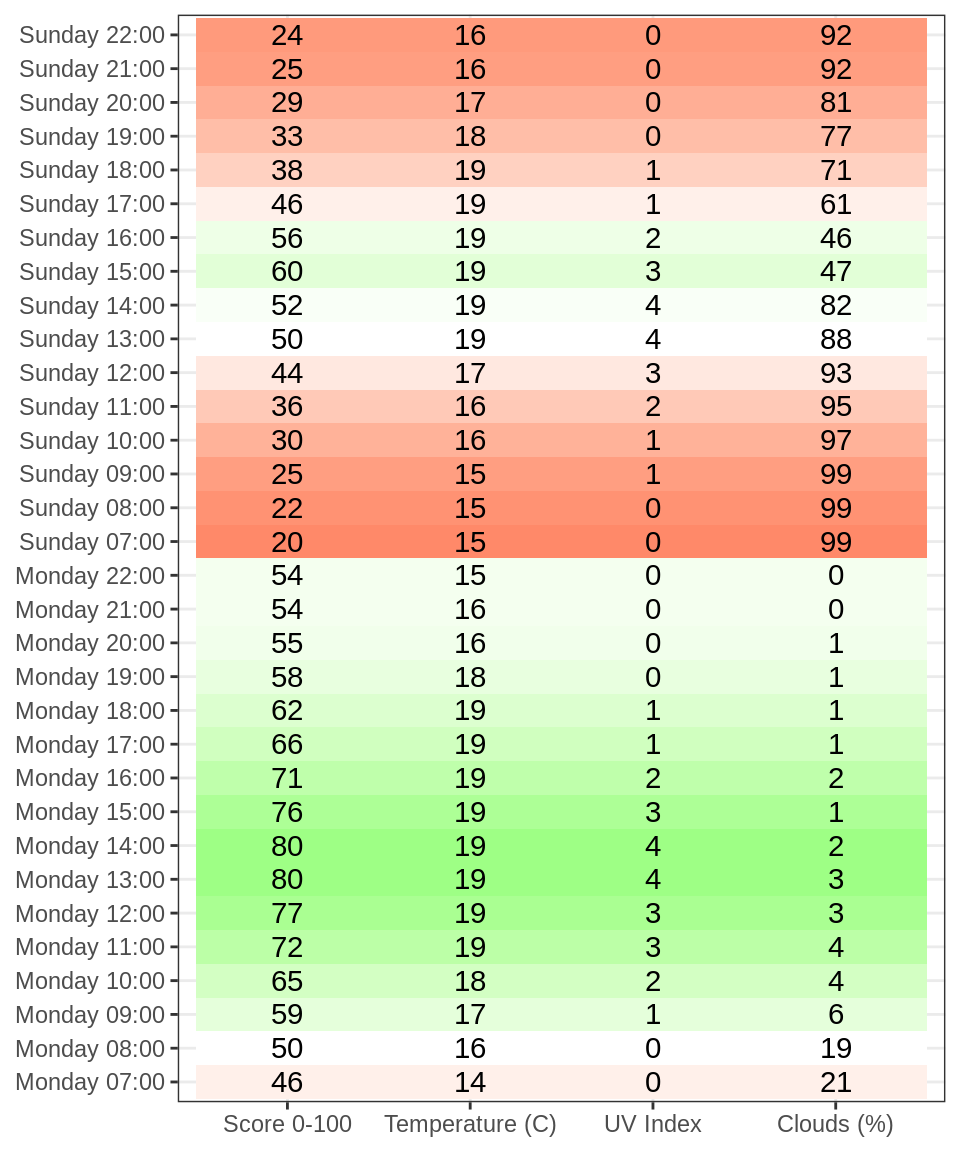 Sunday 22:00 24 16 0 92
Sunday 21:00 25 16 0 92
Sunday 20:00 29 17 0 81
Sunday 19:00 33 18 0 77
Sunday 18:00 38 19 1 71
Sunday 17:00 46 19 1 61
Sunday 16:00 56 19 2 46
Sunday 15:00 60 19 3 47
Sunday 14:00 52 19 4 82
Sunday 13:00 50 19 4 88
Sunday 12:00 44 17 3 93
Sunday 11:00 36 16 2 95
Sunday 10:00 30 16 1 97
Sunday 09:00 25 15 1 99
Sunday 08:00 22 15 0 99
Sunday 07:00 20 15 0 99
Monday 22:00 54 15 0 0
Monday 21:00 54 16 0 0
Monday 20:00 55 16 0 1
Monday 19:00 58 18 0 1
Monday 18:00 62 19 1 1
Monday 17:00 66 19 1 1
Monday 16:00 71 19 2 2
Monday 15:00 76 19 3 1
Monday 14:00 80 19 4 2
Monday 13:00 80 19 4 3
Monday 12:00 77 19 3 3
Monday 11:00 72 19 3 4
Monday 10:00 65 18 2 4
Monday 09:00 59 17 1 6
Monday 08:00 50 16 0 19
Monday 07:00 46 14 0 21
Score 0-100 Temperature (C) UV Index Clouds (%)